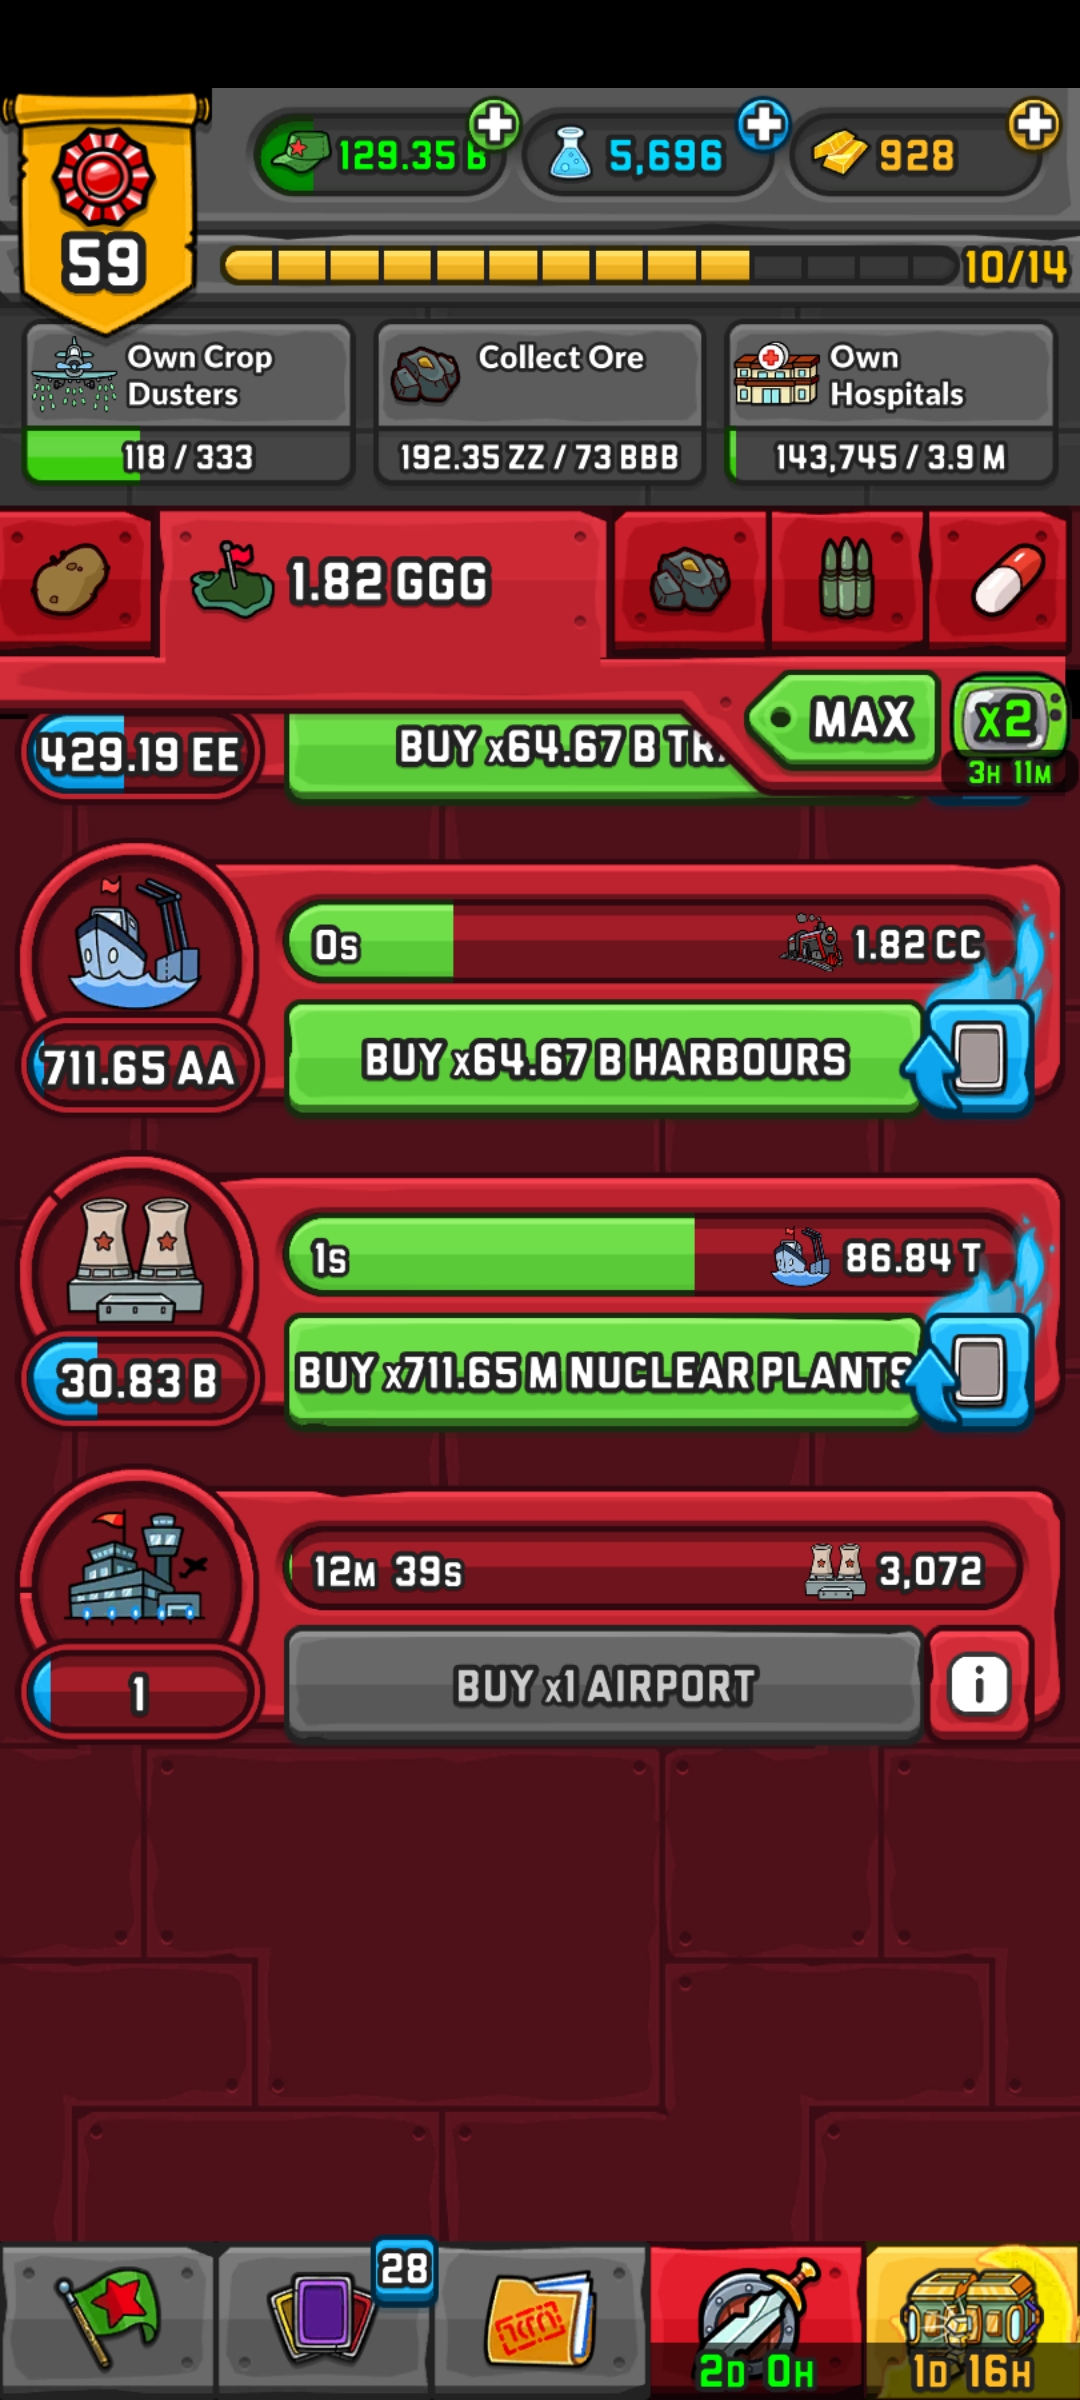 129.35 B
5,696
928
59
10/14
Own Crop
Dusters
118 / 333
Collect Ore
192.35 ZZ / 73 BBB
Own
Hospitals
143,745 / 3.9 M
1.82 GGG
MAX
x2
3H 11M
429.19 EE
BUY x64.67 B
0s
1.82 CC
711.65 AA
BUY x64.67 B HARBOURS
1s
86.84 T
30.83 B
BUY x711.65 M NUCLEAR PLANTS
12M 39s
3,072
1
BUY x1 AIRPORT
i
28
2D 0H
1D 16H